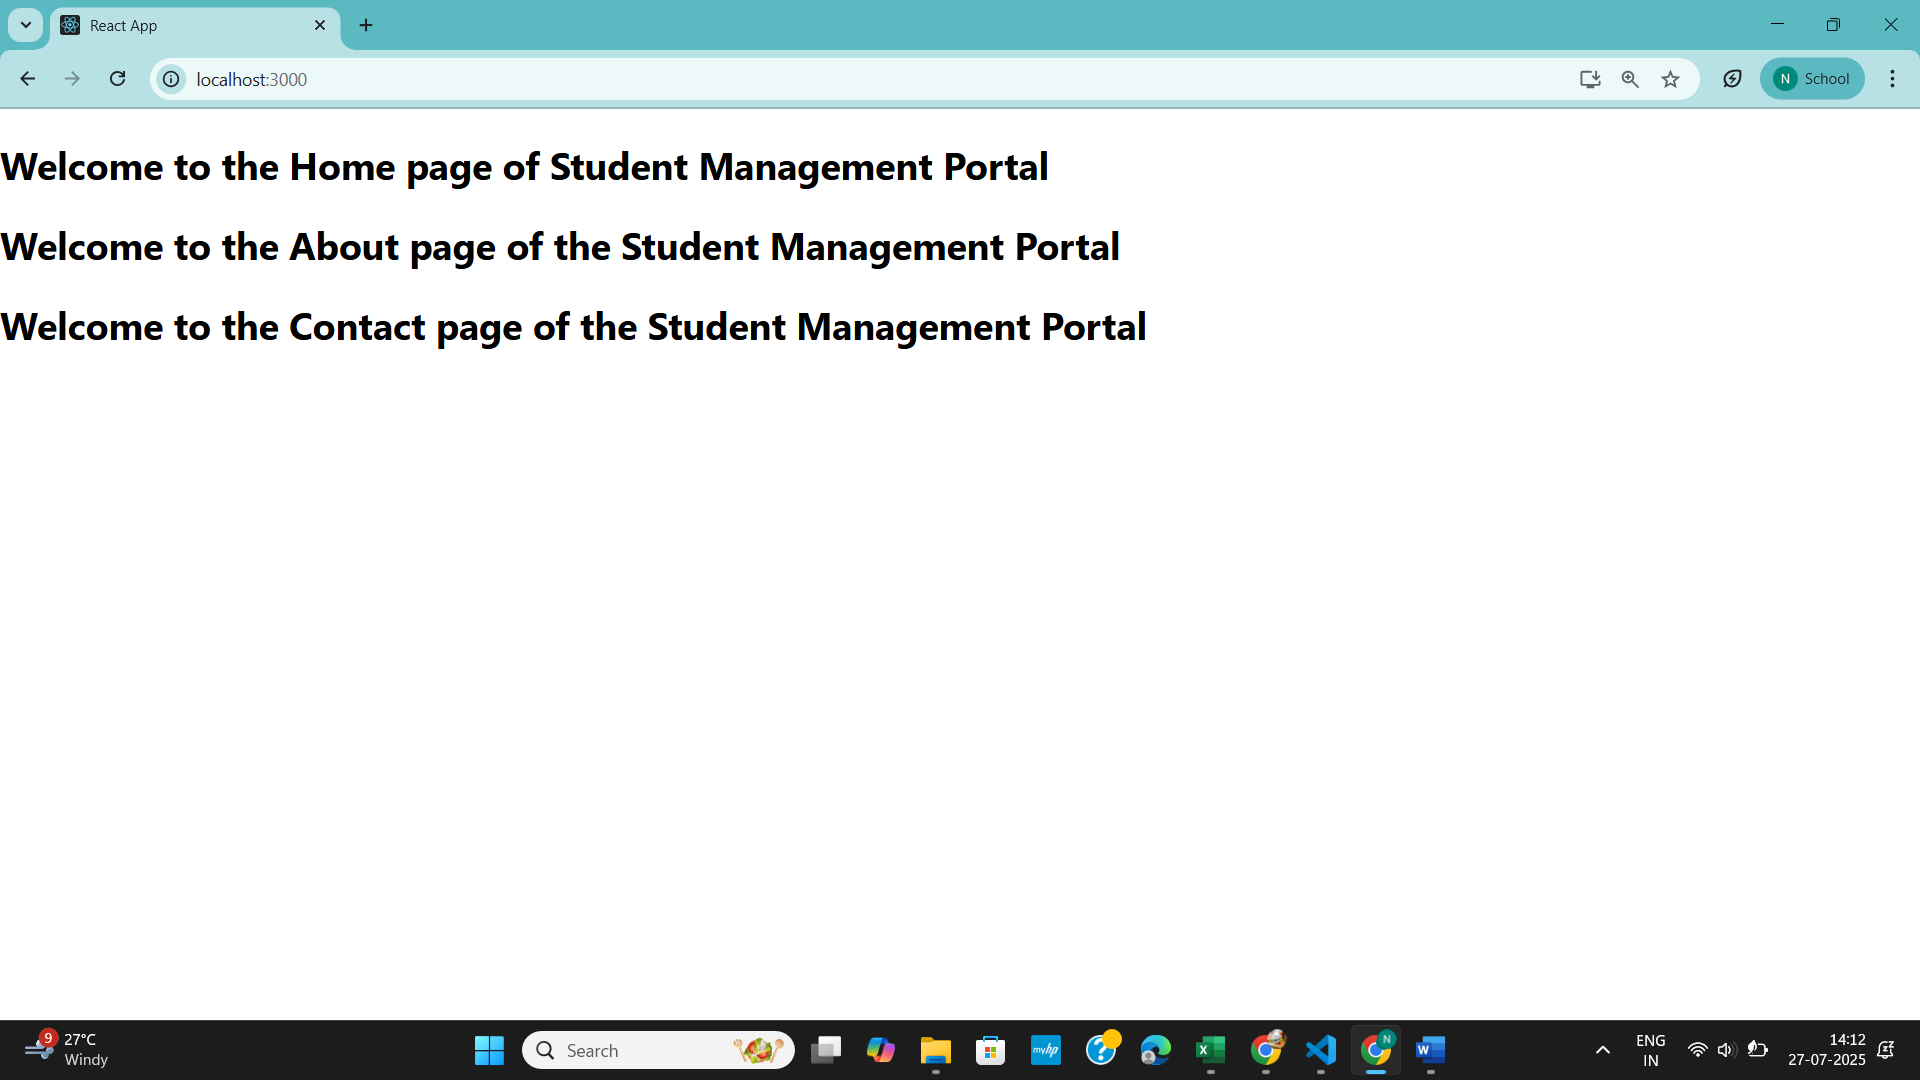 React App
localhost:3000
N School
Welcome to the Home page of Student Management Portal
Welcome to the About page of the Student Management Portal
Welcome to the Contact page of the Student Management Portal
9
27°C
Windy
Search
myhp
X
N
W
ENG
IN
14:12
27-07-2025